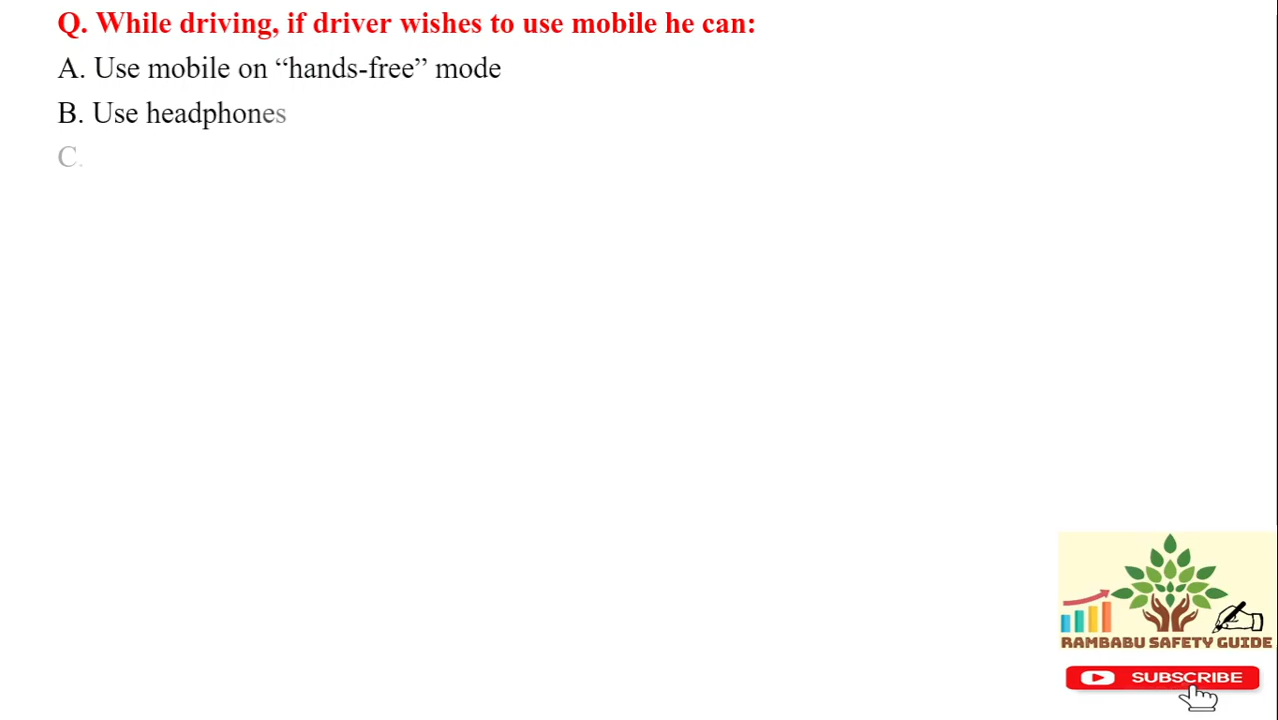 Q. While driving, if driver wishes to use mobile he can:
A. Use mobile on “hands-free” mode
B. Use headphones
C.
RAMBABU SAFETY GUIDE
SUBSCRIBE